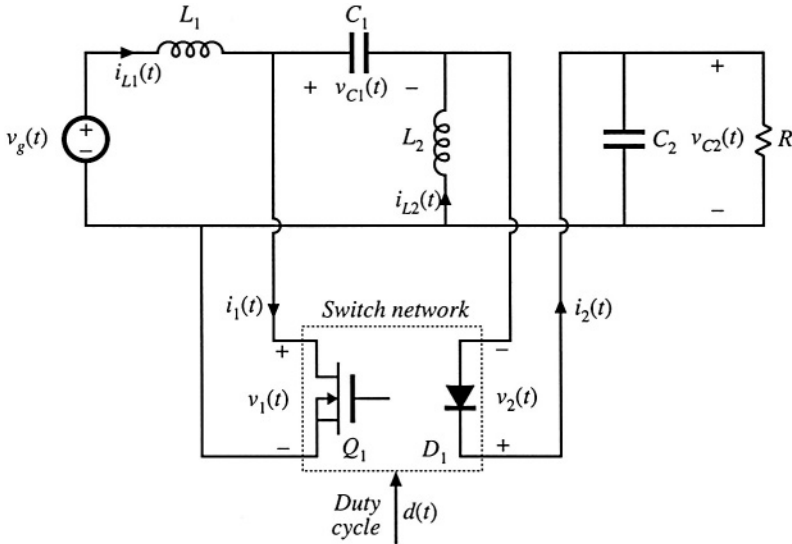 L1
C1
iL1(t)
+ vC1(t) −
vg(t)
+
−
L2
iL2(t)
C2
+
vC2(t)
−
R
i1(t)
Switch network
i2(t)
+
−
v1(t)
v2(t)
−
Q1
D1
+
Duty
cycle
d(t)